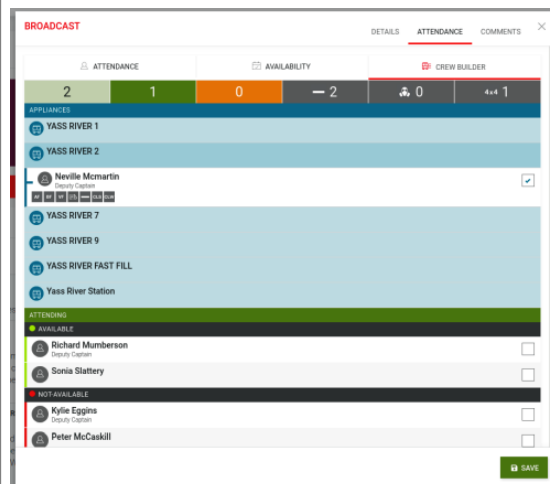 BROADCAST
DETAILS ATTENDANCE COMMENTS
ATTENDANCE AVAILABILITY CREW BUILDER
2 1 0 2 0 4x4 1
APPLIANCES
YASS RIVER 1
YASS RIVER 2
Neville Mcmartin
Deputy Captain
YASS RIVER 7
YASS RIVER 9
YASS RIVER FAST FILL
Yass River Station
ATTENDING
AVAILABLE
Richard Mumberson
Deputy Captain
Sonia Slattery
NOT-AVAILABLE
Kylie Eggins
Deputy Captain
Peter McCaskill
SAVE